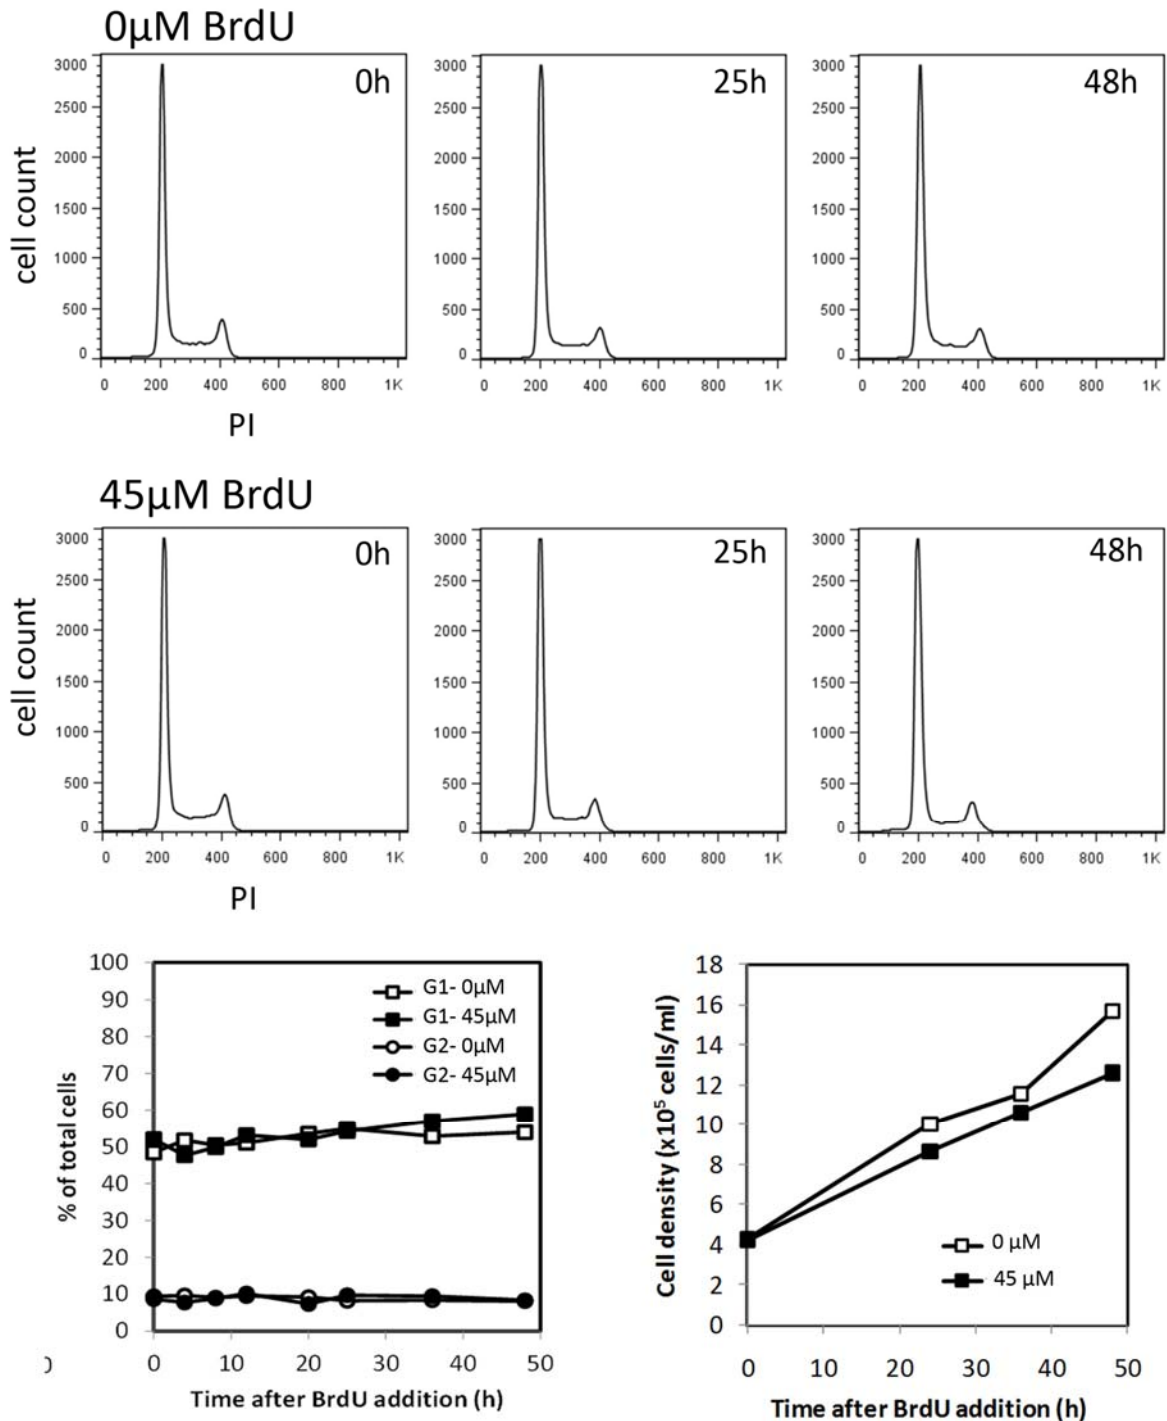 0μM BrdU
cell count
3000
2500
2000
1500
1000
500
0
0h
0 200 400 600 800 1K
PI
3000
2500
2000
1500
1000
500
0
25h
0 200 400 600 800 1K
3000
2500
2000
1500
1000
500
0
48h
0 200 400 600 800 1K
45μM BrdU
cell count
3000
2500
2000
1500
1000
500
0
0h
0 200 400 600 800 1K
PI
3000
2500
2000
1500
1000
500
0
25h
0 200 400 600 800 1K
3000
2500
2000
1500
1000
500
0
48h
0 200 400 600 800 1K
% of total cells
100
90
80
70
60
50
40
30
20
10
0
G1- 0μM
G1- 45μM
G2- 0μM
G2- 45μM
0 10 20 30 40 50
Time after BrdU addition (h)
Cell density (x10⁵ cells/ml)
18
16
14
12
10
8
6
4
2
0
0 μM
45 μM
0 10 20 30 40 50
Time after BrdU addition (h)